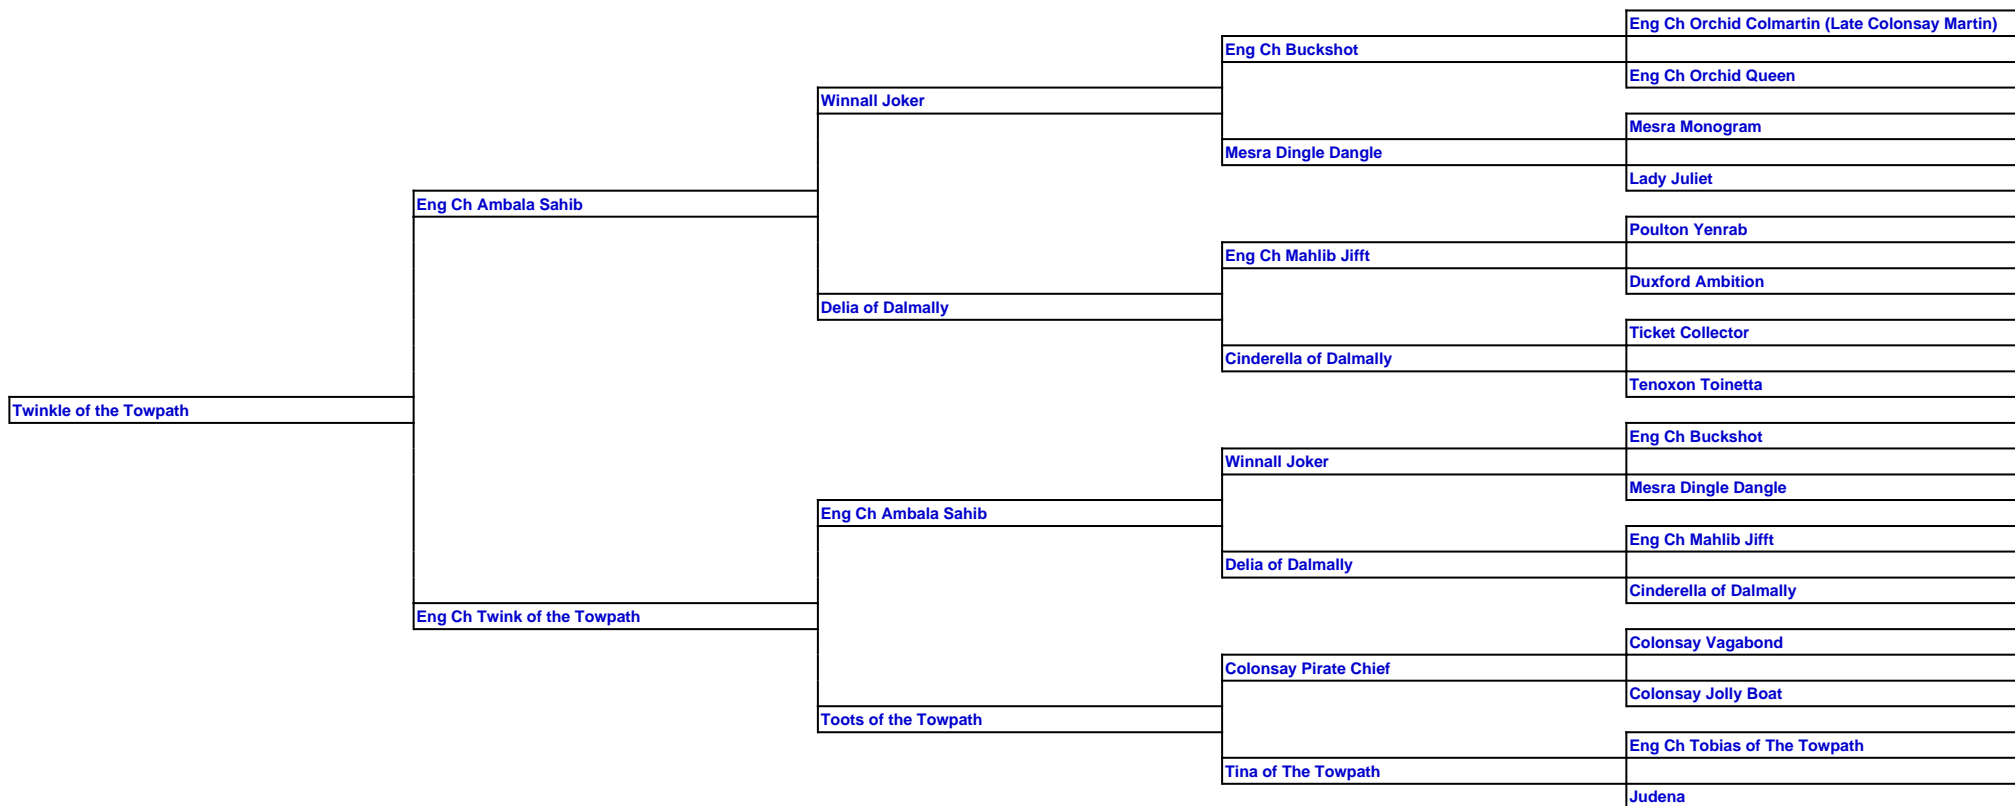 Eng Ch Orchid Colmartin (Late Colonsay Martin)
Eng Ch Buckshot
Eng Ch Orchid Queen
Winnall Joker
Mesra Monogram
Mesra Dingle Dangle
Lady Juliet
Eng Ch Ambala Sahib
Poulton Yenrab
Eng Ch Mahlib Jifft
Duxford Ambition
Delia of Dalmally
Ticket Collector
Cinderella of Dalmally
Tenoxon Toinetta
Twinkle of the Towpath
Eng Ch Buckshot
Winnall Joker
Mesra Dingle Dangle
Eng Ch Ambala Sahib
Eng Ch Mahlib Jifft
Delia of Dalmally
Cinderella of Dalmally
Eng Ch Twink of the Towpath
Colonsay Vagabond
Colonsay Pirate Chief
Colonsay Jolly Boat
Toots of the Towpath
Eng Ch Tobias of The Towpath
Tina of The Towpath
Judena